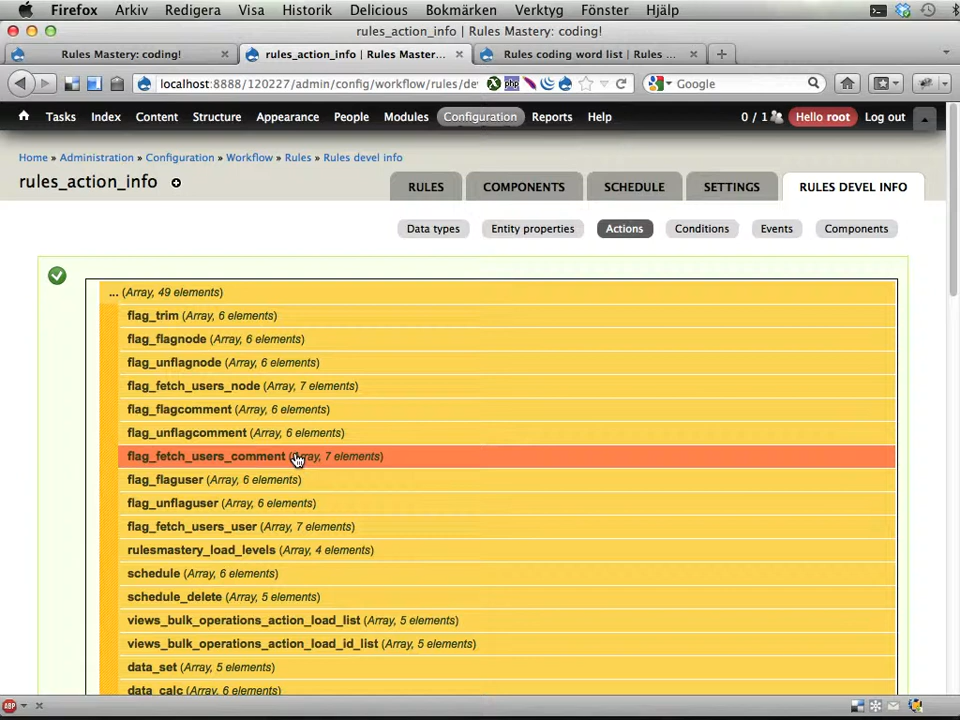 Firefox Arkiv Redigera Visa Historik Delicious Bokmärken Verktyg Fönster Hjälp
rules_action_info | Rules Mastery: coding!
Rules Mastery: coding! rules_action_info | Rules Master... Rules coding word list | Rules ...
localhost:8888/120227/admin/config/workflow/rules/de php Google
Tasks Index Content Structure Appearance People Modules Configuration Reports Help 0 / 1 Hello root Log out
Home » Administration » Configuration » Workflow » Rules » Rules devel info
rules_action_info
RULES COMPONENTS SCHEDULE SETTINGS RULES DEVEL INFO
Data types Entity properties Actions Conditions Events Components
... (Array, 49 elements)
flag_trim (Array, 6 elements)
flag_flagnode (Array, 6 elements)
flag_unflagnode (Array, 6 elements)
flag_fetch_users_node (Array, 7 elements)
flag_flagcomment (Array, 6 elements)
flag_unflagcomment (Array, 6 elements)
flag_fetch_users_comment (Array, 7 elements)
flag_flaguser (Array, 6 elements)
flag_unflaguser (Array, 6 elements)
flag_fetch_users_user (Array, 7 elements)
rulesmastery_load_levels (Array, 4 elements)
schedule (Array, 6 elements)
schedule_delete (Array, 5 elements)
views_bulk_operations_action_load_list (Array, 5 elements)
views_bulk_operations_action_load_id_list (Array, 5 elements)
data_set (Array, 5 elements)
data_calc (Array, 6 elements)
ABP